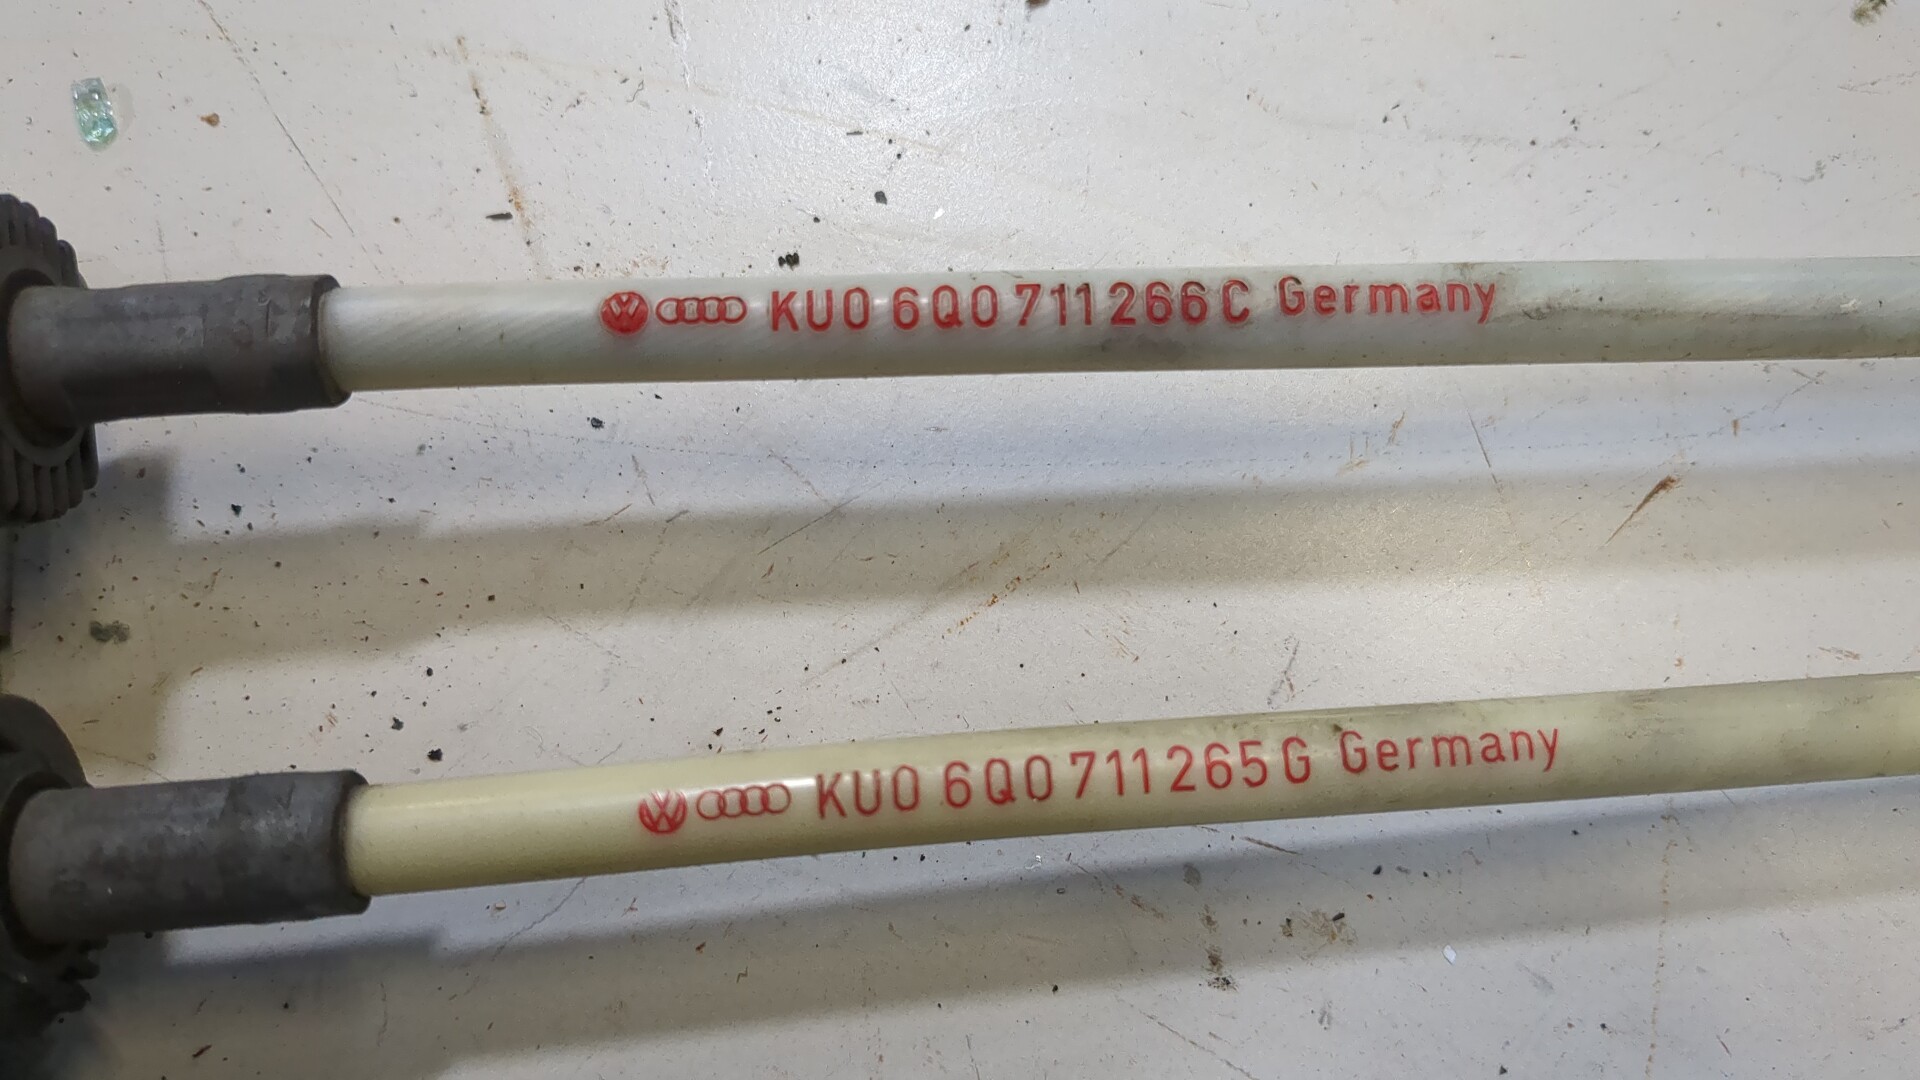 KU0 6Q0 711 266 C Germany
KU0 6Q0 711 265 G Germany